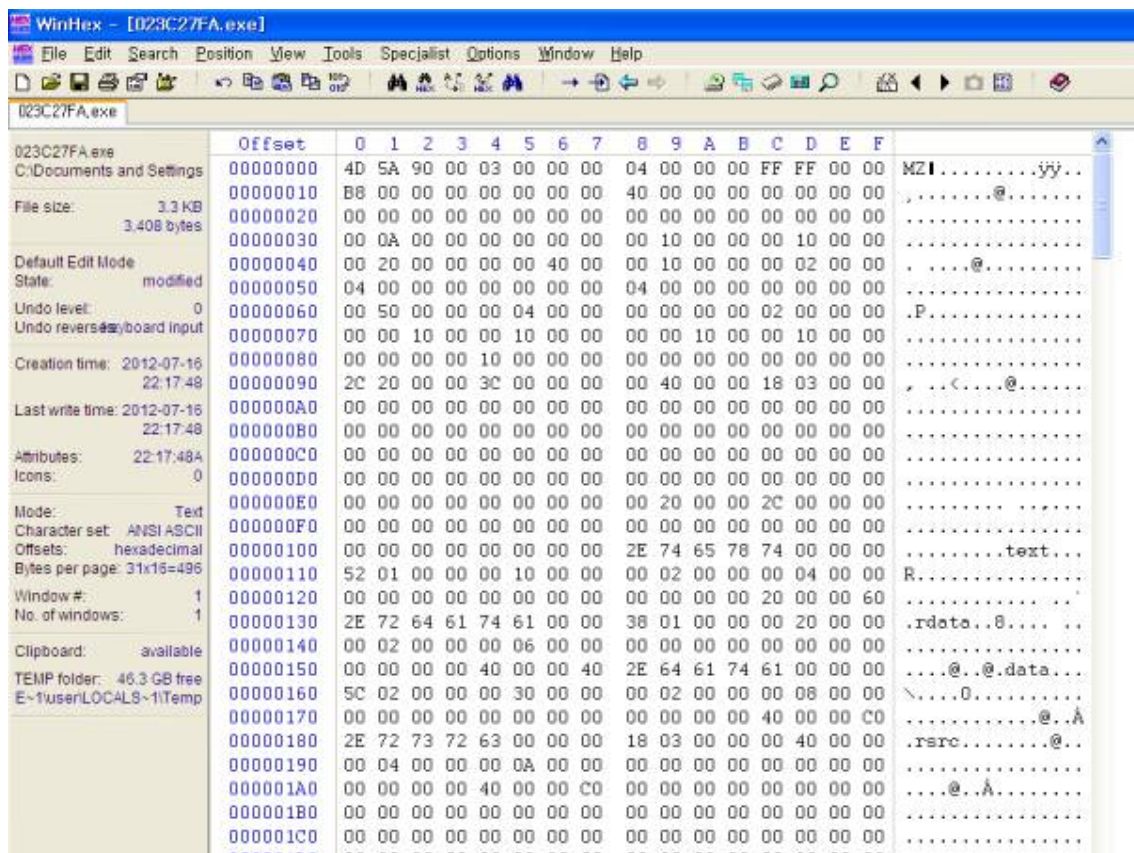 WinHex - [023C27FA.exe]
File Edit Search Position View Tools Specialist Options Window Help
023C27FA.exe
023C27FA.exe
C:\Documents and Settings
File size: 3.3 KB
3,408 bytes
Default Edit Mode
State: modified
Undo level: 0
Undo reverses: keyboard input
Creation time: 2012-07-16
22:17:48
Last write time: 2012-07-16
22:17:48
Attributes: 22:17:48A
Icons: 0
Mode: Text
Character set: ANSI ASCII
Offsets: hexadecimal
Bytes per page: 31x16=496
Window #: 1
No. of windows: 1
Clipboard: available
TEMP folder: 46.3 GB free
E~1\user\LOCALS~1\Temp
Offset 0 1 2 3 4 5 6 7 8 9 A B C D E F
00000000 4D 5A 90 00 03 00 00 00 04 00 00 00 FF FF 00 00 MZ.........ÿÿ..
00000010 B8 00 00 00 00 00 00 00 40 00 00 00 00 00 00 00 ¸.......@.......
00000020 00 00 00 00 00 00 00 00 00 00 00 00 00 00 00 00 ................
00000030 00 0A 00 00 00 00 00 00 00 10 00 00 00 10 00 00 ................
00000040 00 20 00 00 00 00 40 00 00 10 00 00 00 02 00 00 . ....@.........
00000050 04 00 00 00 00 00 00 00 04 00 00 00 00 00 00 00 ................
00000060 00 50 00 00 00 04 00 00 00 00 00 00 02 00 00 00 .P..............
00000070 00 00 10 00 00 10 00 00 00 00 10 00 00 10 00 00 ................
00000080 00 00 00 00 10 00 00 00 00 00 00 00 00 00 00 00 ................
00000090 2C 20 00 00 3C 00 00 00 00 40 00 00 18 03 00 00 , ..<....@......
000000A0 00 00 00 00 00 00 00 00 00 00 00 00 00 00 00 00 ................
000000B0 00 00 00 00 00 00 00 00 00 00 00 00 00 00 00 00 ................
000000C0 00 00 00 00 00 00 00 00 00 00 00 00 00 00 00 00 ................
000000D0 00 00 00 00 00 00 00 00 00 00 00 00 00 00 00 00 ................
000000E0 00 00 00 00 00 00 00 00 00 20 00 00 2C 00 00 00 ......... ..,...
000000F0 00 00 00 00 00 00 00 00 00 00 00 00 00 00 00 00 ................
00000100 00 00 00 00 00 00 00 00 2E 74 65 78 74 00 00 00 .........text...
00000110 52 01 00 00 00 10 00 00 00 02 00 00 00 04 00 00 R...............
00000120 00 00 00 00 00 00 00 00 00 00 00 00 20 00 00 60 ............ ..`
00000130 2E 72 64 61 74 61 00 00 38 01 00 00 00 20 00 00 .rdata..8.... ..
00000140 00 02 00 00 00 06 00 00 00 00 00 00 00 00 00 00 ................
00000150 00 00 00 00 40 00 00 40 2E 64 61 74 61 00 00 00 ....@..@.data...
00000160 5C 02 00 00 00 30 00 00 00 02 00 00 00 08 00 00 \....0..........
00000170 00 00 00 00 00 00 00 00 00 00 00 00 40 00 00 C0 ............@..À
00000180 2E 72 73 72 63 00 00 00 18 03 00 00 00 40 00 00 .rsrc........@..
00000190 00 04 00 00 00 0A 00 00 00 00 00 00 00 00 00 00 ................
000001A0 00 00 00 00 40 00 00 C0 00 00 00 00 00 00 00 00 ....@..À........
000001B0 00 00 00 00 00 00 00 00 00 00 00 00 00 00 00 00 ................
000001C0 00 00 00 00 00 00 00 00 00 00 00 00 00 00 00 00 ................